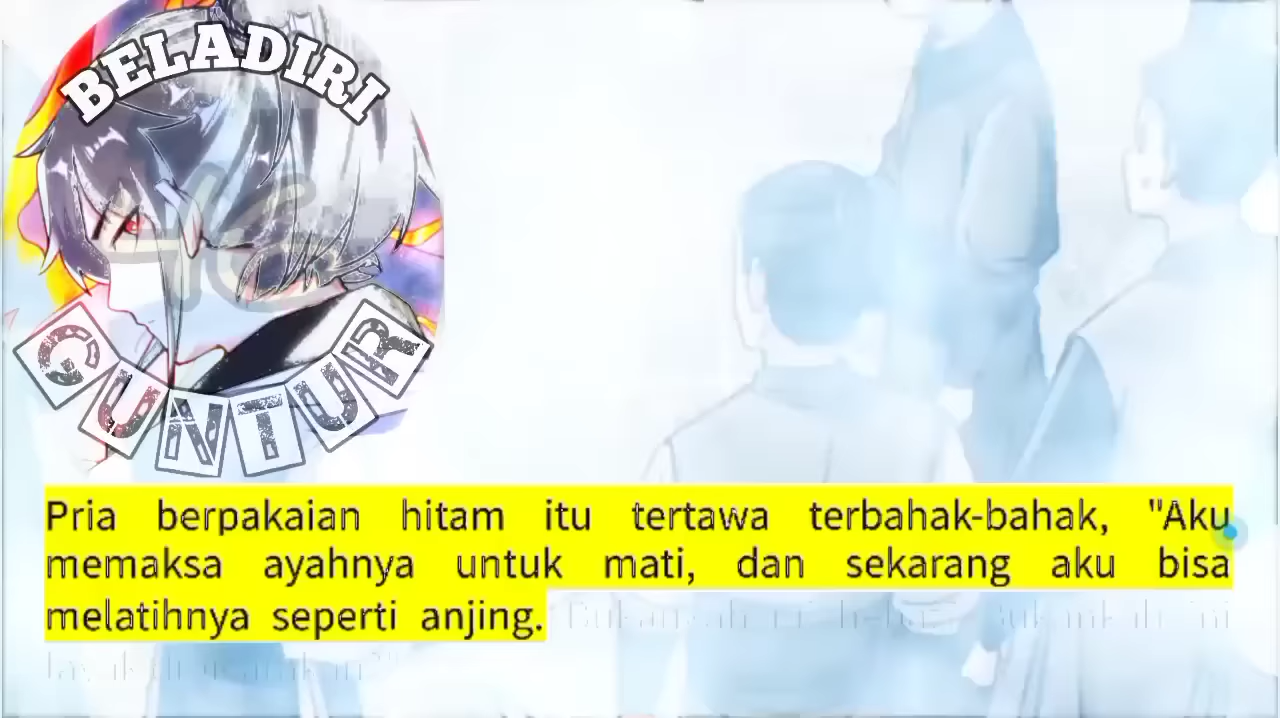 BELADIRI
GUNTUR
Pria berpakaian hitam itu tertawa terbahak-bahak, "Aku
memaksa ayahnya untuk mati, dan sekarang aku bisa
melatihnya seperti anjing.